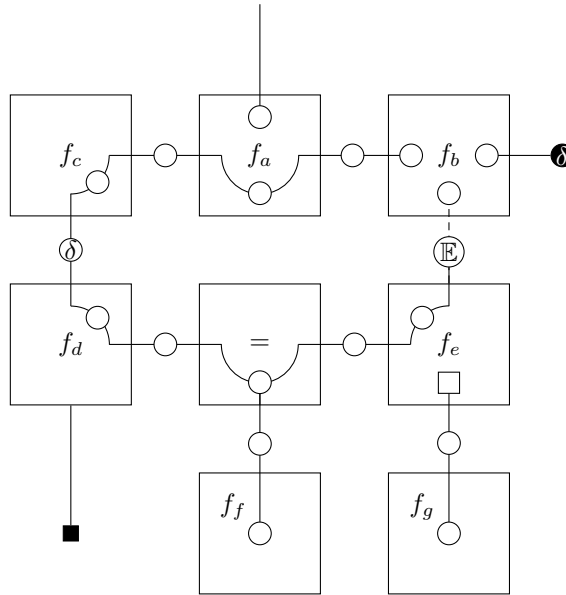 f_c f_a f_b δ
δ 𝔼
f_d = f_e
f_f f_g